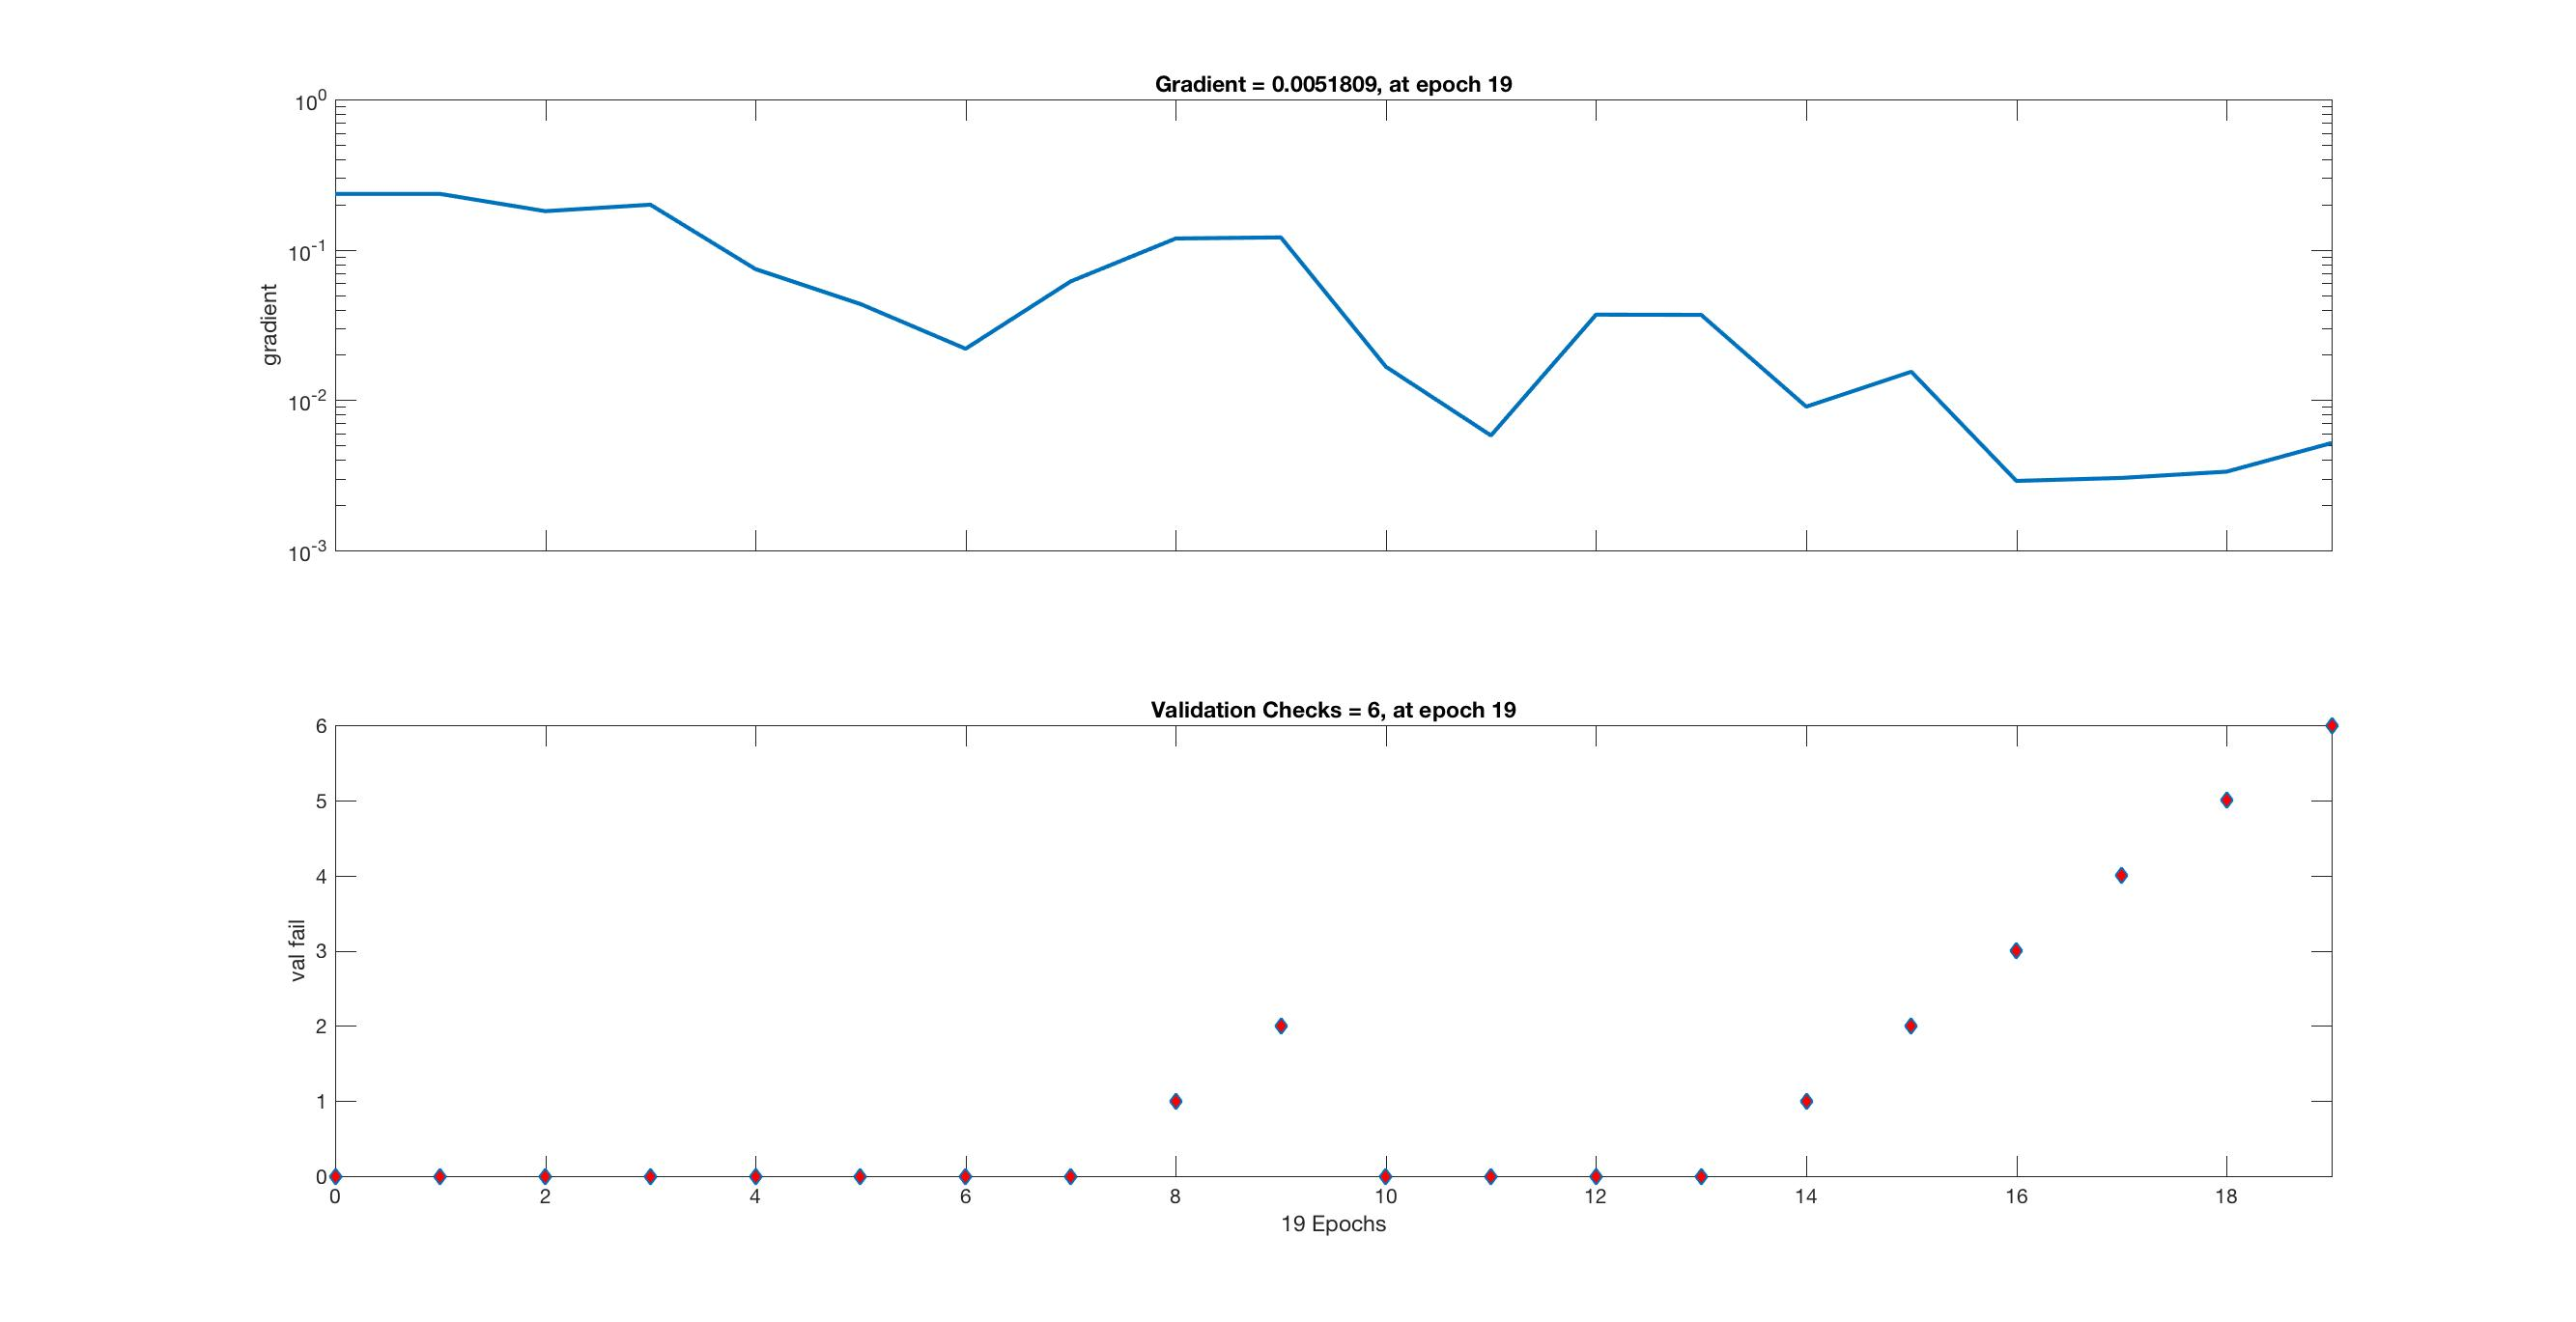 Gradient = 0.0051809, at epoch 19
10^0
10^-1
10^-2
10^-3
gradient
Validation Checks = 6, at epoch 19
6
5
4
3
2
1
0
val fail
0 2 4 6 8 10 12 14 16 18
19 Epochs